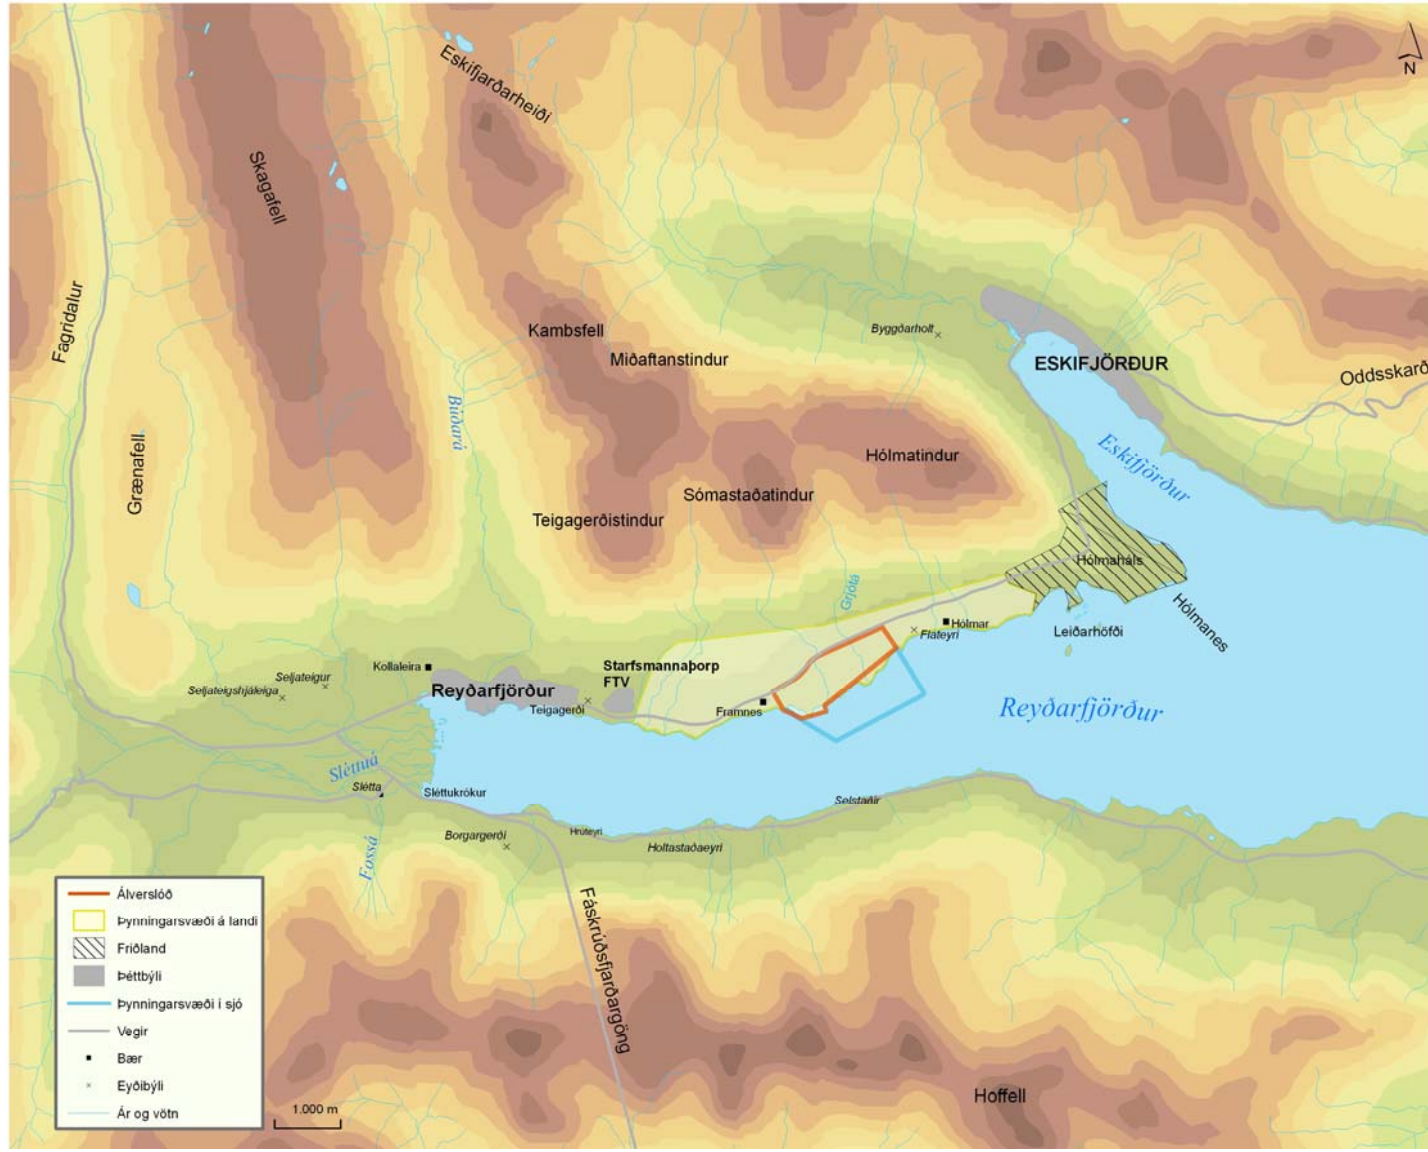 N
Eskifjarðarheiði
Skagafell
Fagridalur
Kambsfell
Miðaftanstindur
Byggðarholt
ESKIFJÖRÐUR
Oddsskarð
Búðará
Grænafell
Hólmatindur
Eskifjörður
Sómastaðatindur
Teigagerðistindur
Hólmaháls
Grjótá
Hólmanes
Hólmar
Flateyri
Leiðarhöfði
Kollaleira
Seljateigur
Seljateigshjáleiga
Reyðarfjörður
Starfsmannaþorp
FTV
Teigagerði
Framnes
Reyðarfjörður
Sléttuá
Slétta
Sléttukrókur
Selstaðir
Hrúteyri
Borgargerði
Holtastaðaeyri
Fossá
Fáskrúðsfjarðargöng
Hoffell
Álverslóð
Þynningarsvæði á landi
Friðland
Þéttbýli
Þynningarsvæði í sjó
Vegir
Bær
Eyðibýli
Ár og vötn
1.000 m